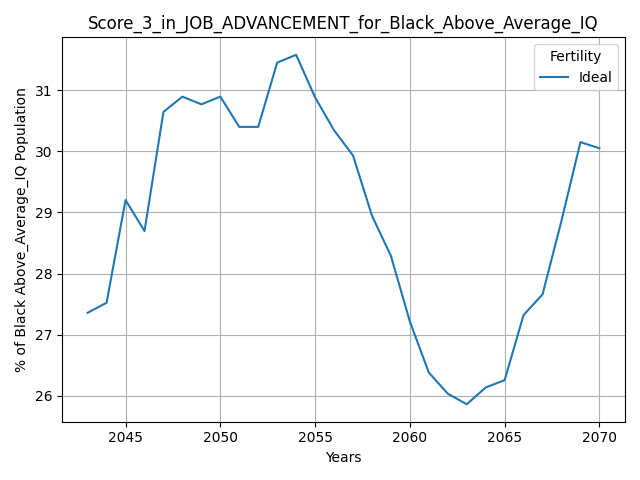 Score_3_in_JOB_ADVANCEMENT_for_Black_Above_Average_IQ
Fertility
Ideal
% of Black Above_Average_IQ Population
31
30
29
28
27
26
2045
2050
2055
2060
2065
2070
Years